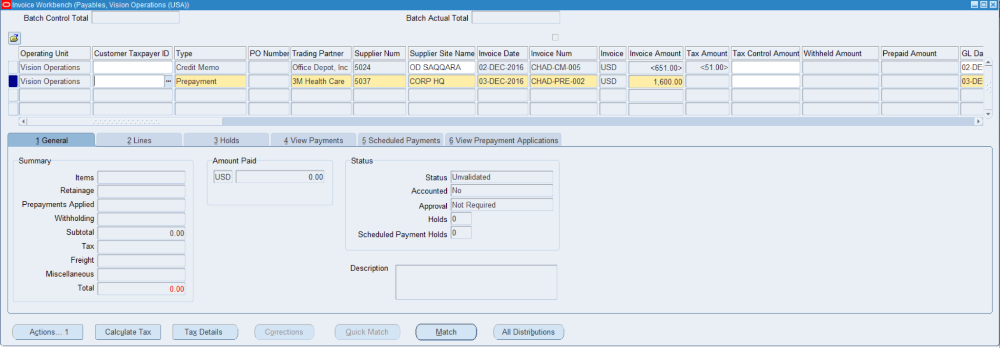 Invoice Workbench (Payables, Vision Operations (USA))
Batch Control Total Batch Actual Total
Operating Unit Customer Taxpayer ID Type PO Number Trading Partner Supplier Num Supplier Site Name Invoice Date Invoice Num Invoice Invoice Amount Tax Amount Tax Control Amount Withheld Amount Prepaid Amount GL Da
Vision Operations Credit Memo Office Depot, Inc 5024 OD SAQQARA 02-DEC-2016 CHAD-CM-005 USD <651.00> <51.00> 02-DE
Vision Operations ... Prepayment 3M Health Care 5037 CORP HQ 03-DEC-2016 CHAD-PRE-002 USD 1,600.00 03-DE
1 General 2 Lines 3 Holds 4 View Payments 5 Scheduled Payments 6 View Prepayment Applications
Summary Amount Paid Status
Items USD 0.00 Status Unvalidated
Retainage Accounted No
Prepayments Applied Approval Not Required
Withholding Holds 0
Subtotal 0.00 Scheduled Payment Holds 0
Tax
Freight
Description
Miscellaneous
Total 0.00
Actions... 1 Calculate Tax Tax Details Corrections Quick Match Match All Distributions